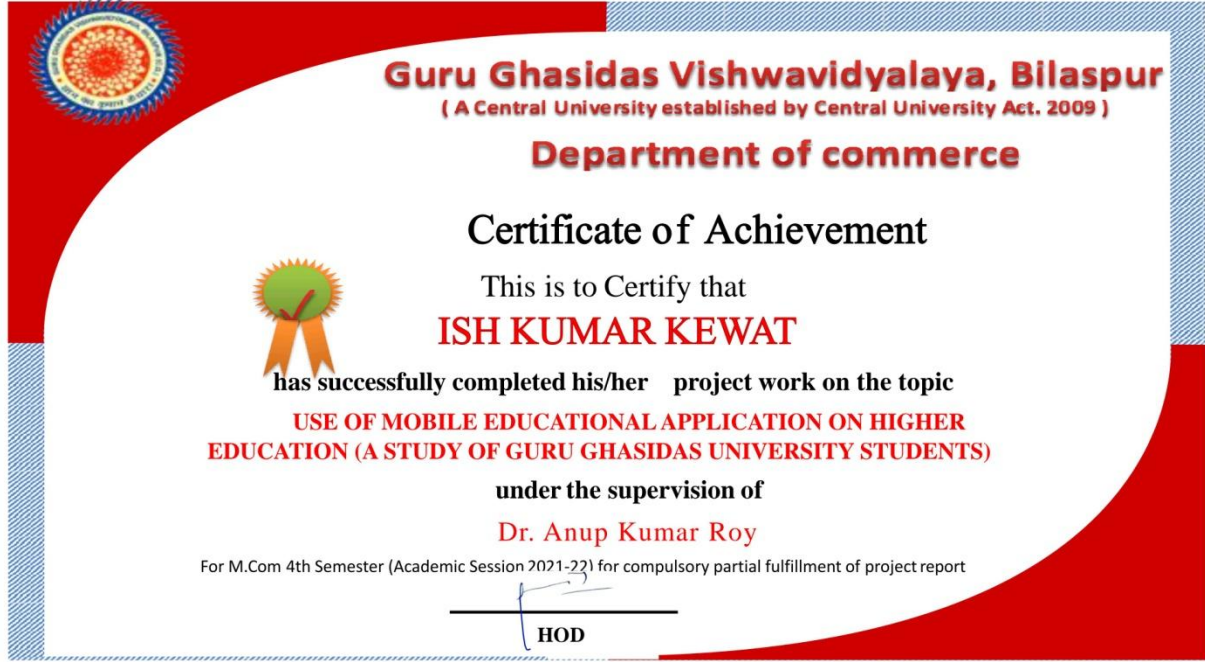 Guru Ghasidas Vishwavidyalaya, Bilaspur
( A Central University established by Central University Act. 2009 )
Department of commerce
Certificate of Achievement
This is to Certify that
ISH KUMAR KEWAT
has successfully completed his/her project work on the topic
USE OF MOBILE EDUCATIONAL APPLICATION ON HIGHER
EDUCATION (A STUDY OF GURU GHASIDAS UNIVERSITY STUDENTS)
under the supervision of
Dr. Anup Kumar Roy
For M.Com 4th Semester (Academic Session 2021-22) for compulsory partial fulfillment of project report
HOD